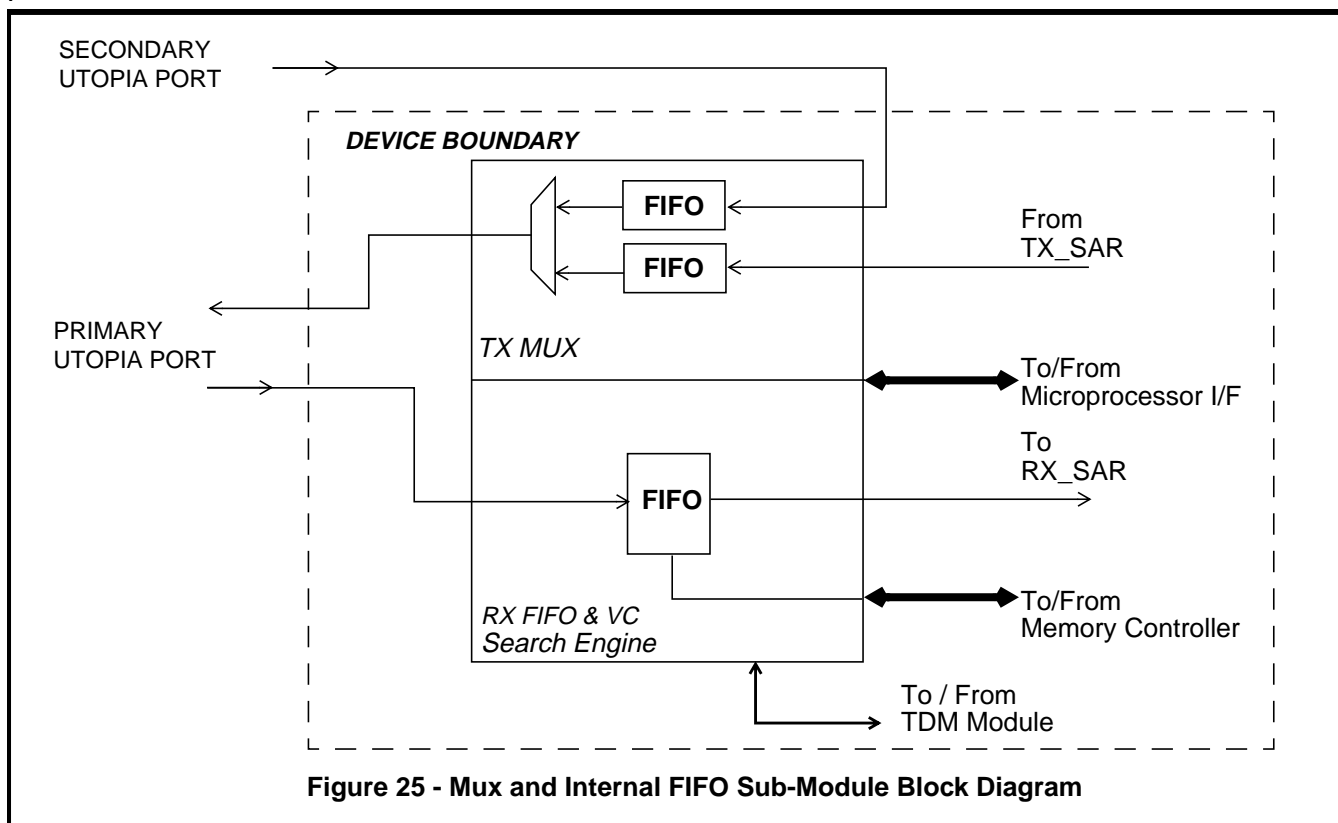 SECONDARY
UTOPIA PORT
DEVICE BOUNDARY
FIFO
FIFO
From
TX_SAR
PRIMARY
UTOPIA PORT
TX MUX
To/From
Microprocessor I/F
To
RX_SAR
FIFO
RX FIFO & VC
Search Engine
To/From
Memory Controller
To / From
TDM Module
Figure 25 - Mux and Internal FIFO Sub-Module Block Diagram